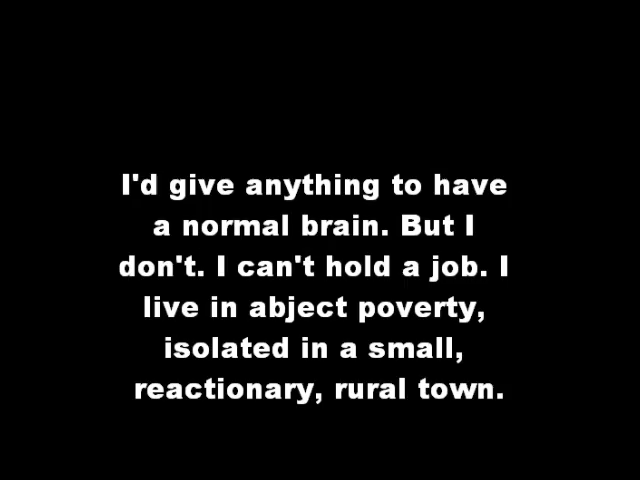 I'd give anything to have
a normal brain. But I
don't. I can't hold a job. I
live in abject poverty,
isolated in a small,
reactionary, rural town.